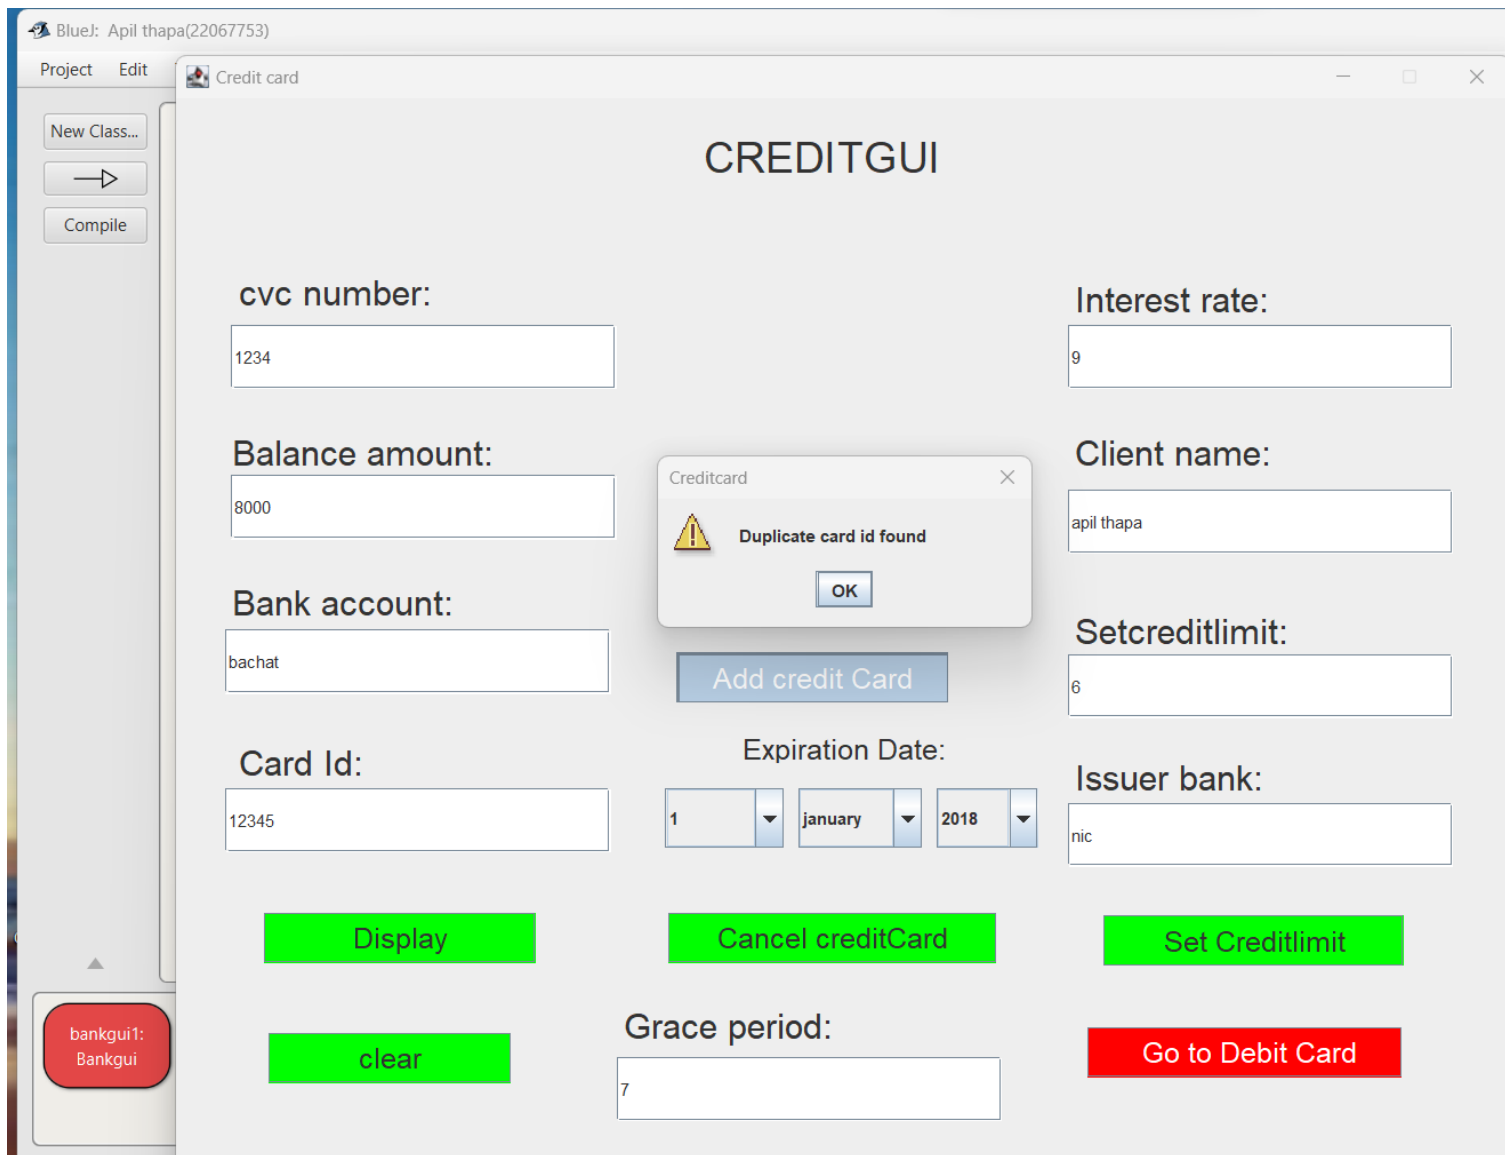 BlueJ: Apil thapa(22067753)
Project Edit
Credit card
New Class...
Compile
CREDITGUI
cvc number:
Interest rate:
1234
9
Balance amount:
Client name:
8000
apil thapa
Creditcard
Duplicate card id found
OK
Bank account:
Setcreditlimit:
bachat
6
Add credit Card
Card Id:
Expiration Date:
Issuer bank:
12345
1 january 2018
nic
Display
Cancel creditCard
Set Creditlimit
bankgui1:
Bankgui
clear
Grace period:
7
Go to Debit Card